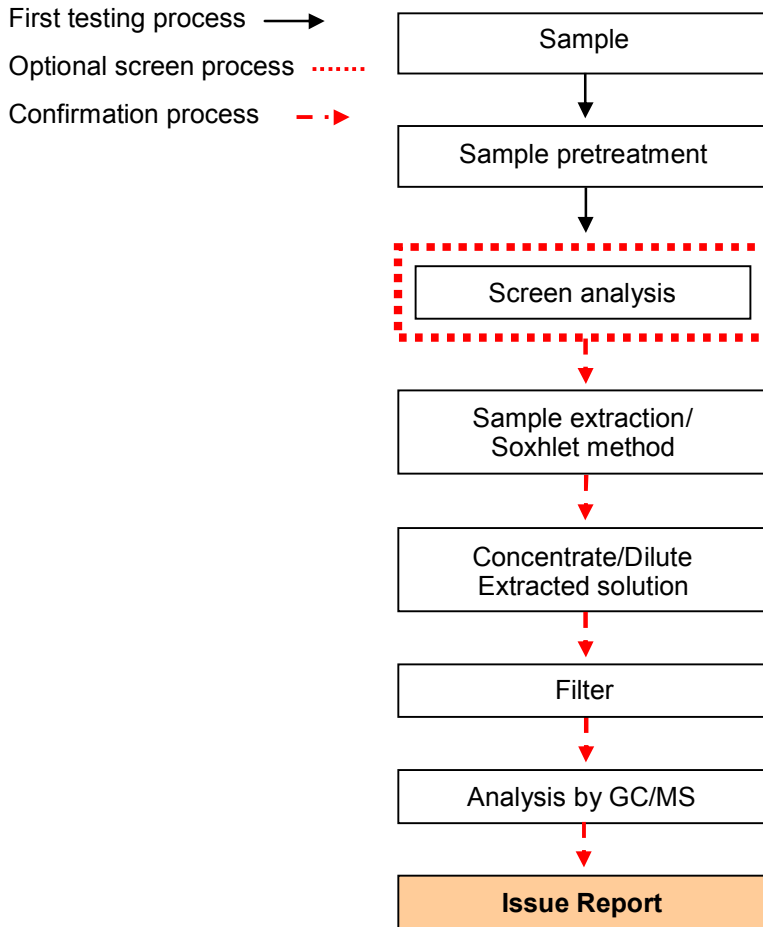 First testing process
Optional screen process
Confirmation process
Sample
Sample pretreatment
Screen analysis
Sample extraction/
Soxhlet method
Concentrate/Dilute
Extracted solution
Filter
Analysis by GC/MS
Issue Report